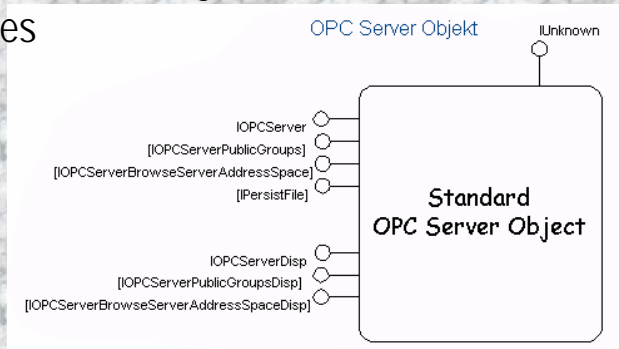 es
OPC Server Objekt
IUnknown
IOPCServer
[IOPCServerPublicGroups]
[IOPCServerBrowseServerAddressSpace]
[IPersistFile]
Standard
OPC Server Object
IOPCServerDisp
[IOPCServerPublicGroupsDisp]
[IOPCServerBrowseServerAddressSpaceDisp]